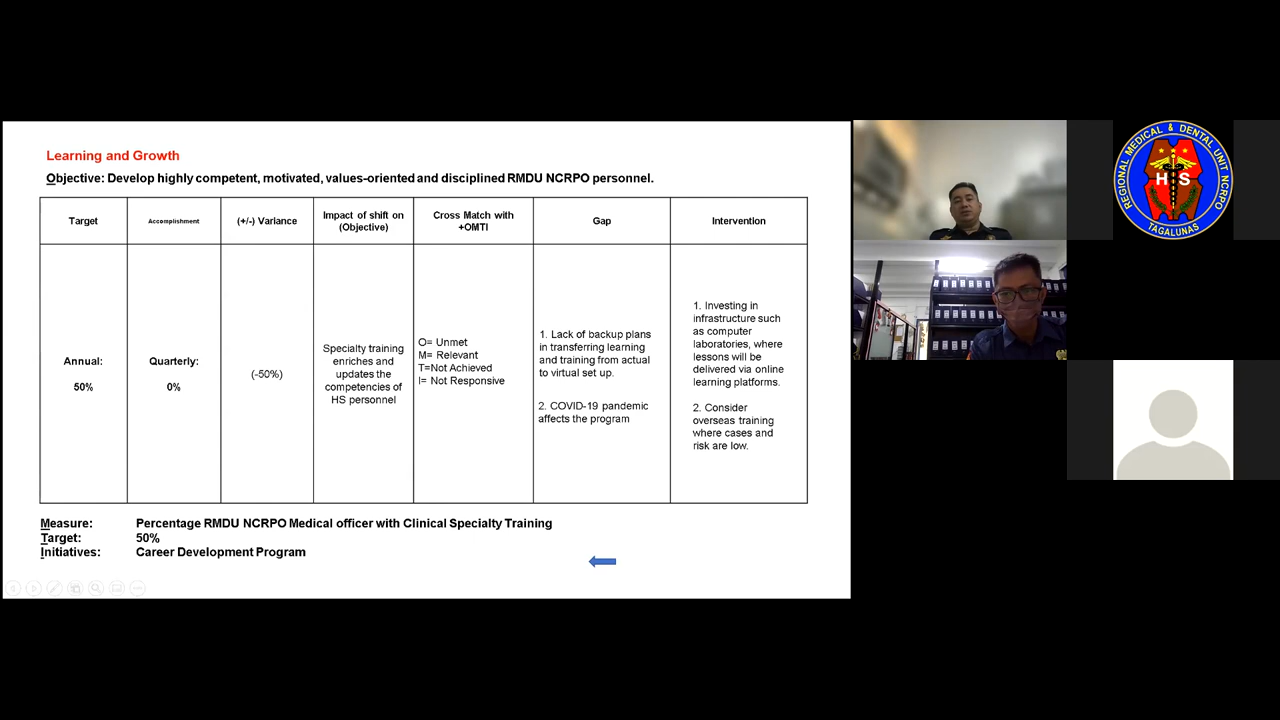 Learning and Growth
Objective: Develop highly competent, motivated, values-oriented and disciplined RMDU NCRPO personnel.
Target
Accomplishment
(+/-) Variance
Impact of shift on
(Objective)
Cross Match with
+OMTI
Gap
Intervention
Annual:
50%
Quarterly:
0%
(-50%)
Specialty training
enriches and
updates the
competencies of
HS personnel
O= Unmet
M= Relevant
T=Not Achieved
I= Not Responsive
1. Lack of backup plans
in transferring learning
and training from actual
to virtual set up.
2. COVID-19 pandemic
affects the program
1. Investing in
infrastructure such
as computer
laboratories, where
lessons will be
delivered via online
learning platforms.
2. Consider
overseas training
where cases and
risk are low.
Measure: Percentage RMDU NCRPO Medical officer with Clinical Specialty Training
Target: 50%
Initiatives: Career Development Program
REGIONAL MEDICAL & DENTAL UNIT NCRPO
HS
TAGALUNAS